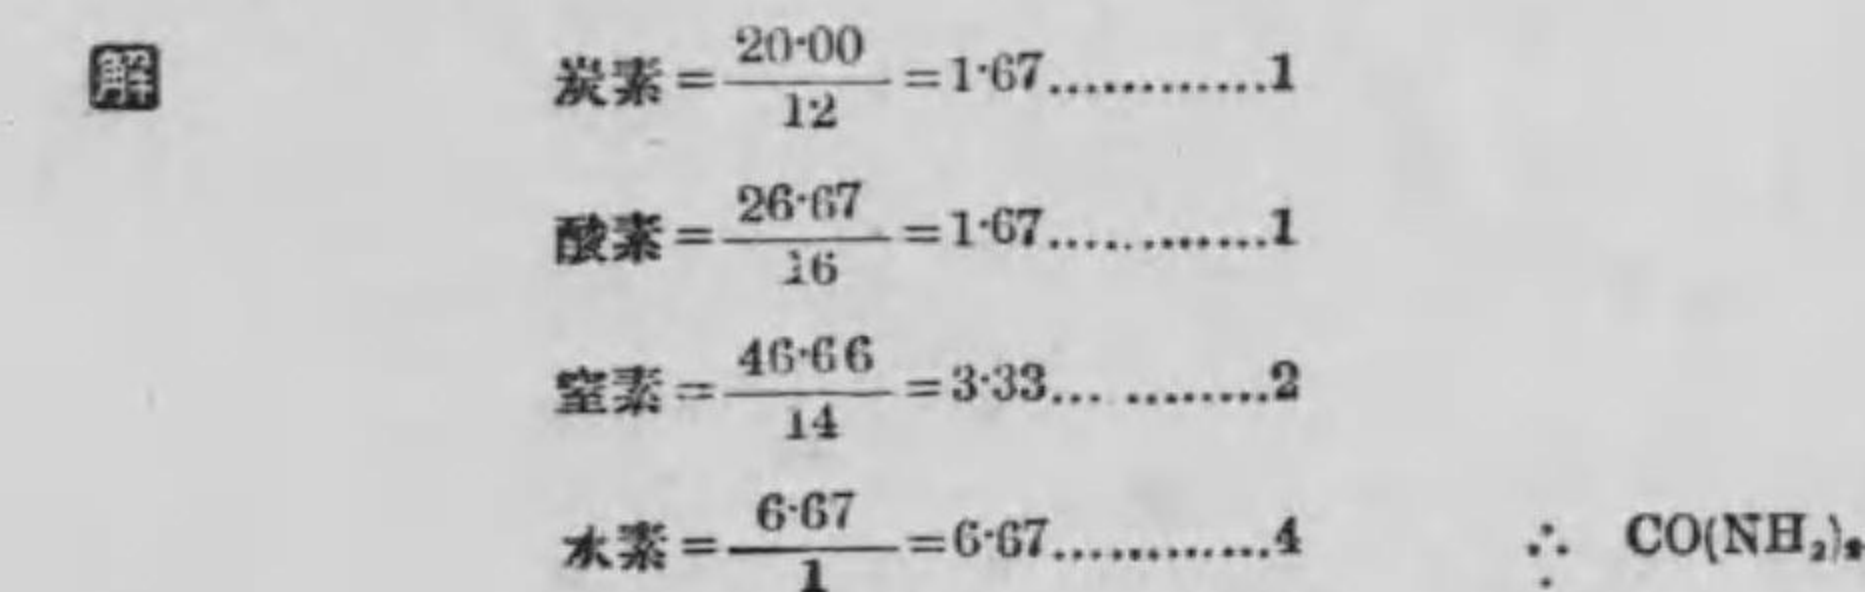 解 炭素=20·00/12=1·67............1
酸素=26·67/16=1·67............1
窒素=46·66/14=3·33... ........2
水素=6·67/1=6·67............4 ∴ CO(NH₂)₂